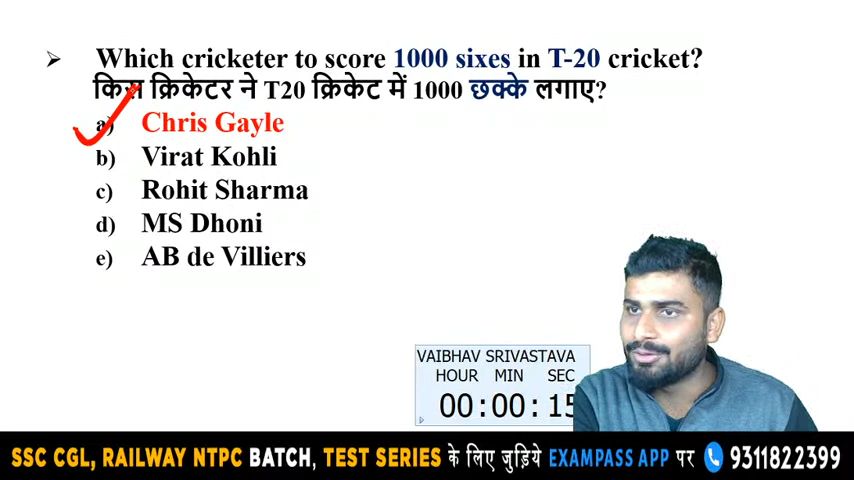 ➢ Which cricketer to score 1000 sixes in T-20 cricket?
किस क्रिकेटर ने T20 क्रिकेट में 1000 छक्के लगाए?
a) Chris Gayle
b) Virat Kohli
c) Rohit Sharma
d) MS Dhoni
e) AB de Villiers
VAIBHAV SRIVASTAVA
HOUR MIN SEC
00:00:15
SSC CGL, RAILWAY NTPC BATCH, TEST SERIES के लिए जुड़िये EXAMPASS APP पर 9311822399